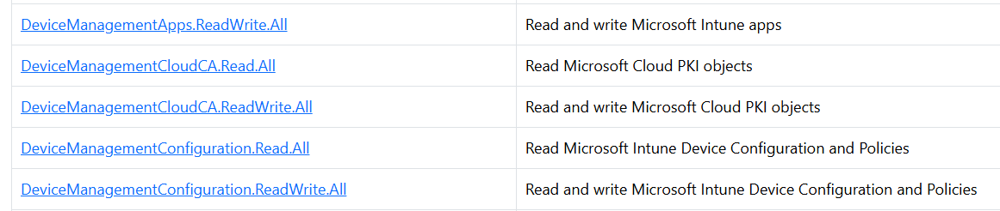 DeviceManagementApps.ReadWrite.All Read and write Microsoft Intune apps
DeviceManagementCloudCA.Read.All Read Microsoft Cloud PKI objects
DeviceManagementCloudCA.ReadWrite.All Read and write Microsoft Cloud PKI objects
DeviceManagementConfiguration.Read.All Read Microsoft Intune Device Configuration and Policies
DeviceManagementConfiguration.ReadWrite.All Read and write Microsoft Intune Device Configuration and Policies